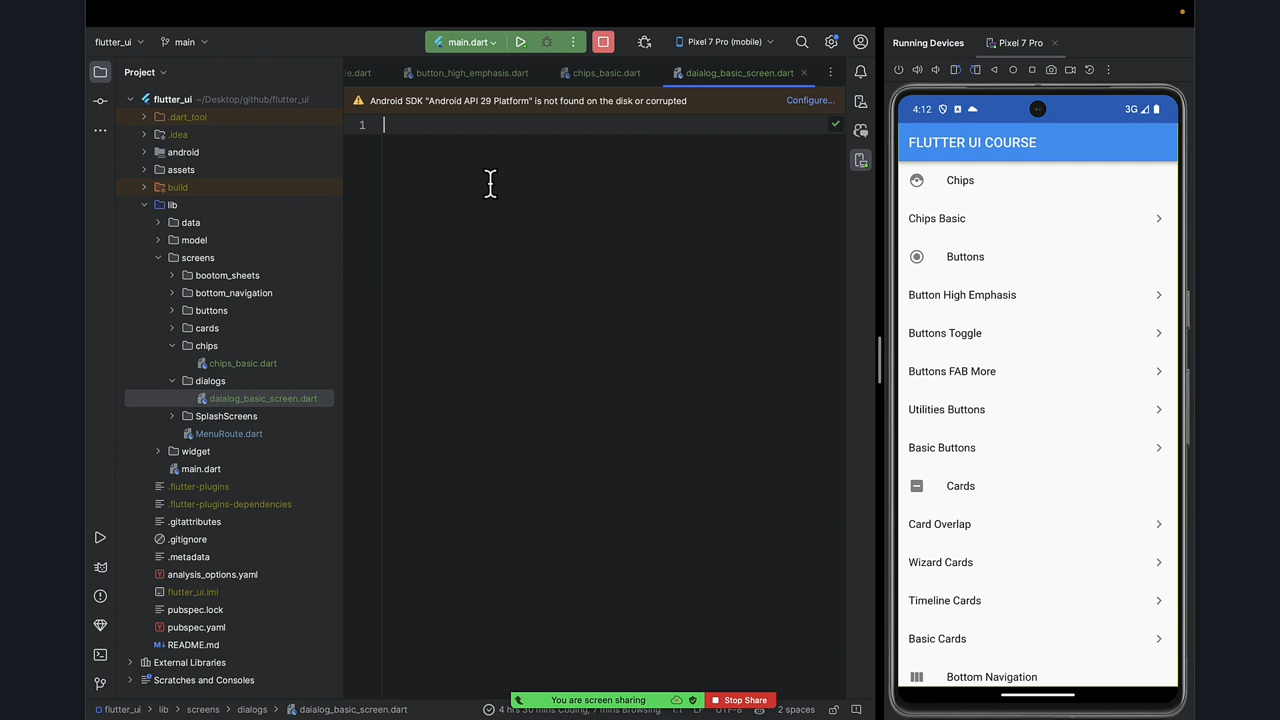 flutter_ui
main
main.dart
Pixel 7 Pro (mobile)
Running Devices
Pixel 7 Pro
Project
le.dart
button_high_emphasis.dart
chips_basic.dart
daialog_basic_screen.dart
Android SDK "Android API 29 Platform" is not found on the disk or corrupted
Configure...
1
flutter_ui ~/Desktop/github/flutter_ui
.dart_tool
.idea
android
assets
build
lib
data
model
screens
bootom_sheets
bottom_navigation
buttons
cards
chips
chips_basic.dart
dialogs
daialog_basic_screen.dart
SplashScreens
MenuRoute.dart
widget
main.dart
.flutter-plugins
.flutter-plugins-dependencies
.gitattributes
.gitignore
.metadata
analysis_options.yaml
flutter_ui.iml
pubspec.lock
pubspec.yaml
M↓ README.md
External Libraries
Scratches and Consoles
4:12
3G
FLUTTER UI COURSE
Chips
Chips Basic
Buttons
Button High Emphasis
Buttons Toggle
Buttons FAB More
Utilities Buttons
Basic Buttons
Cards
Card Overlap
Wizard Cards
Timeline Cards
Basic Cards
Bottom Navigation
You are screen sharing
Stop Share
flutter_ui
lib
screens
dialogs
daialog_basic_screen.dart
2 spaces